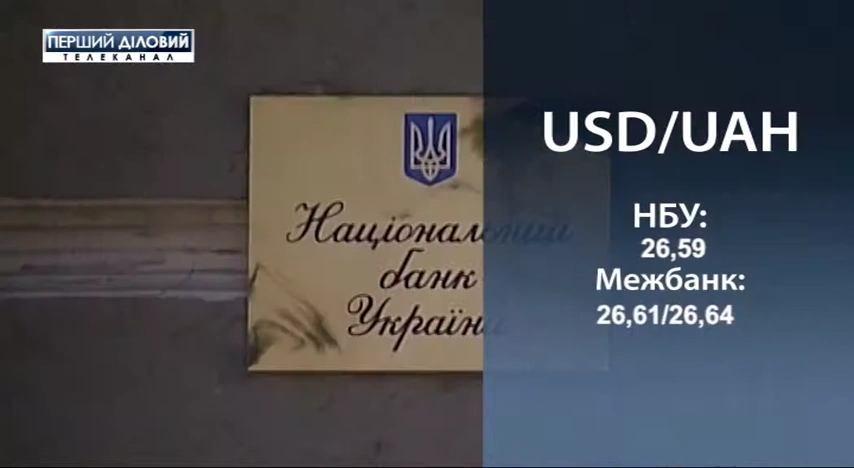 ПЕРШИЙ ДІЛОВИЙ
ТЕЛЕКАНАЛ
Національний
банк
України
USD/UAH
НБУ:
26,59
Межбанк:
26,61/26,64